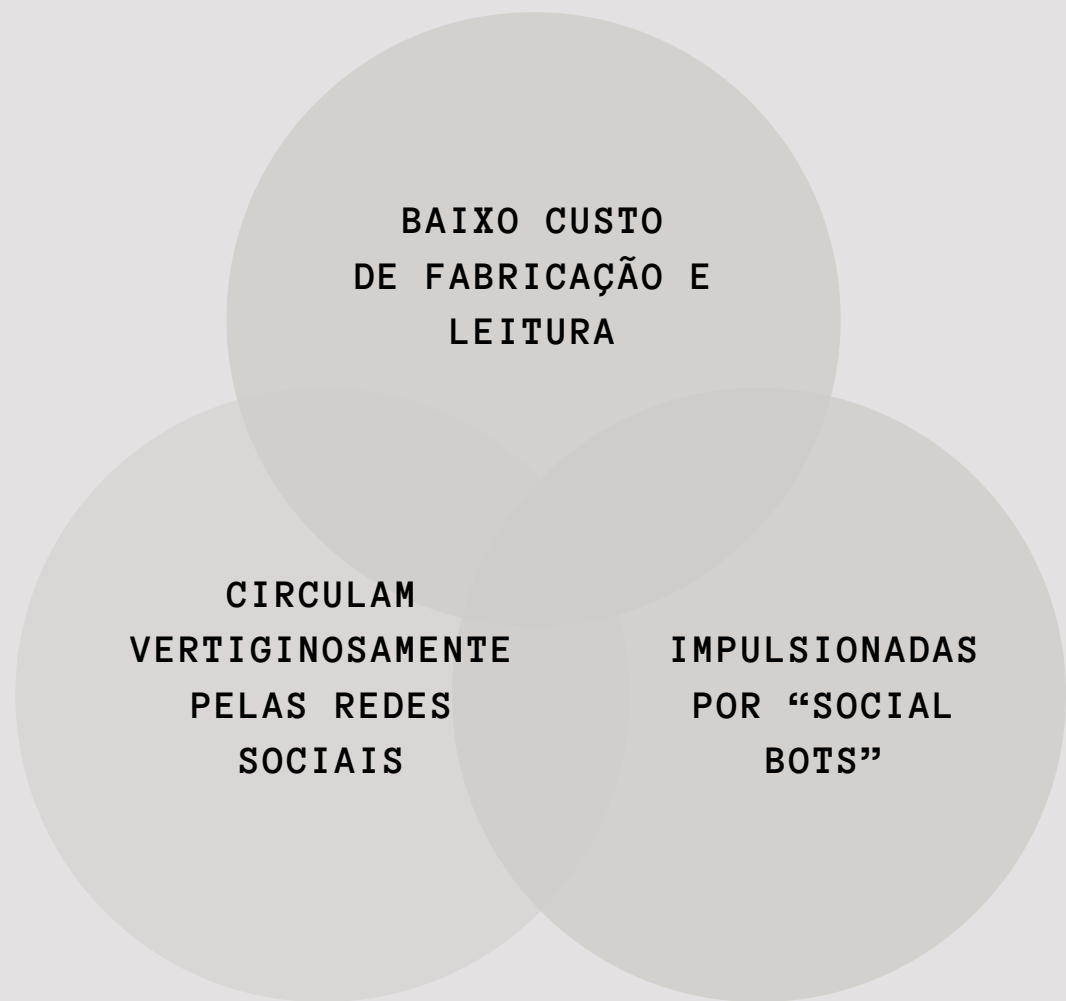 BAIXO CUSTO
DE FABRICAÇÃO E
LEITURA
CIRCULAM
VERTIGINOSAMENTE
PELAS REDES
SOCIAIS
IMPULSIONADAS
POR “SOCIAL
BOTS”